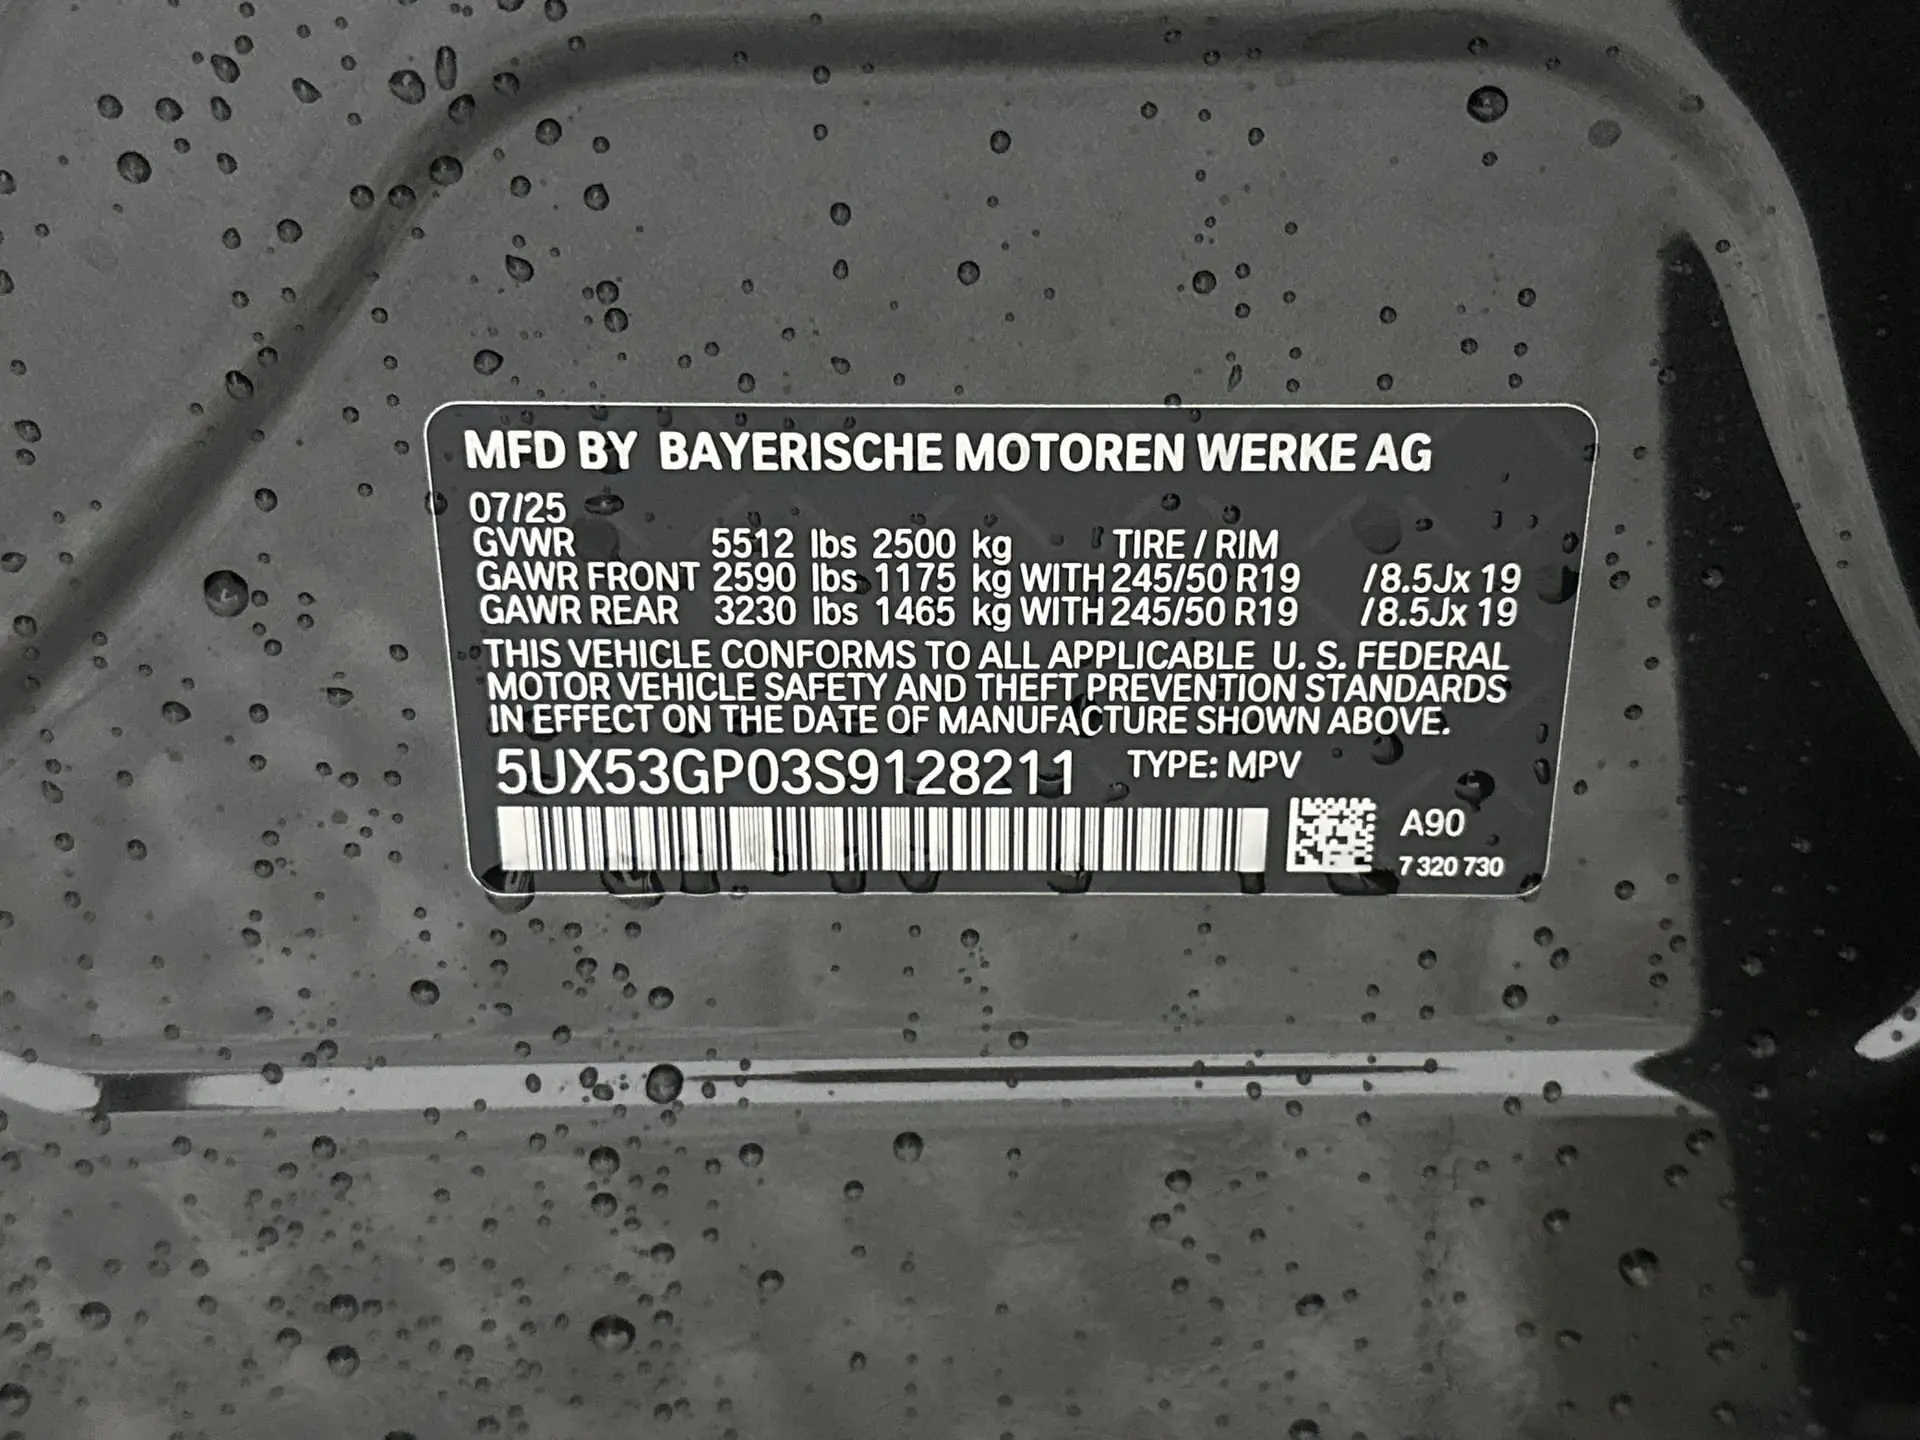 MFD BY BAYERISCHE MOTOREN WERKE AG
07/25
GVWR 5512 lbs 2500 kg TIRE / RIM
GAWR FRONT 2590 lbs 1175 kg WITH 245/50 R19 /8.5Jx 19
GAWR REAR 3230 lbs 1465 kg WITH 245/50 R19 /8.5Jx 19
THIS VEHICLE CONFORMS TO ALL APPLICABLE U. S. FEDERAL
MOTOR VEHICLE SAFETY AND THEFT PREVENTION STANDARDS
IN EFFECT ON THE DATE OF MANUFACTURE SHOWN ABOVE.
5UX53GP03S9128211 TYPE: MPV
A90
7 320 730